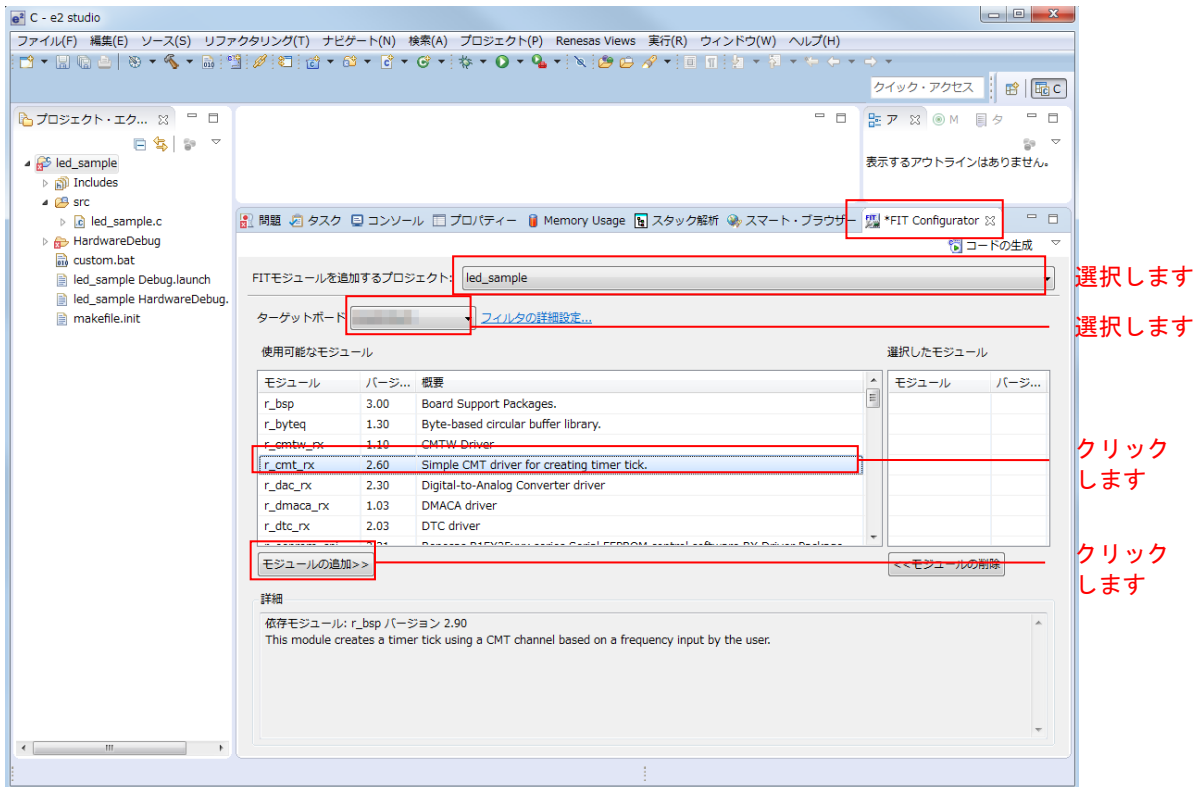 C - e2 studio
ファイル(F) 編集(E) ソース(S) リファクタリング(T) ナビゲート(N) 検索(A) プロジェクト(P) Renesas Views 実行(R) ウィンドウ(W) ヘルプ(H)
クイック・アクセス
C
プロジェクト・エク...
led_sample
Includes
src
led_sample.c
HardwareDebug
custom.bat
led_sample Debug.launch
led_sample HardwareDebug.
makefile.init
ア M タ
表示するアウトラインはありません。
問題 タスク コンソール プロパティー Memory Usage スタック解析 スマート・ブラウザー *FIT Configurator
コードの生成
FITモジュールを追加するプロジェクト: led_sample
選択します
ターゲットボード フィルタの詳細設定...
選択します
使用可能なモジュール
モジュール バージ... 概要
r_bsp 3.00 Board Support Packages.
r_byteq 1.30 Byte-based circular buffer library.
r_cmtw_rx 1.10 CMTW Driver
r_cmt_rx 2.60 Simple CMT driver for creating timer tick.
r_dac_rx 2.30 Digital-to-Analog Converter driver
r_dmaca_rx 1.03 DMACA driver
r_dtc_rx 2.03 DTC driver
選択したモジュール
モジュール バージ...
クリック
します
モジュールの追加>>
<<モジュールの削除
クリック
します
詳細
依存モジュール: r_bsp バージョン 2.90
This module creates a timer tick using a CMT channel based on a frequency input by the user.